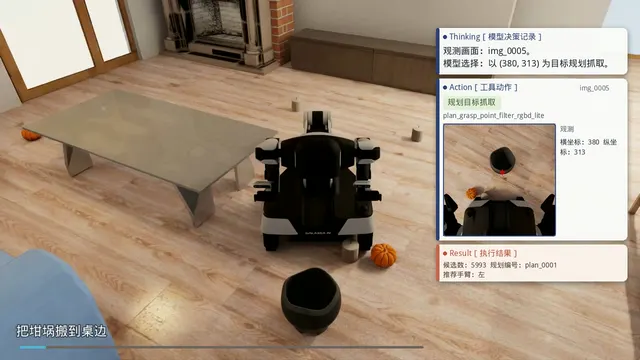 Thinking [ 模型决策记录 ]
观测画面：img_0005。
模型选择：以 (380, 313) 为目标规划抓取。
Action [ 工具动作 ]
img_0005
规划目标抓取
plan_grasp_point_filter_rgbd_lite
观测
横坐标：380 纵坐
标：313
Result [ 执行结果 ]
候选数：5993 规划编号：plan_0001
推荐手臂：左
把坩埚搬到桌边